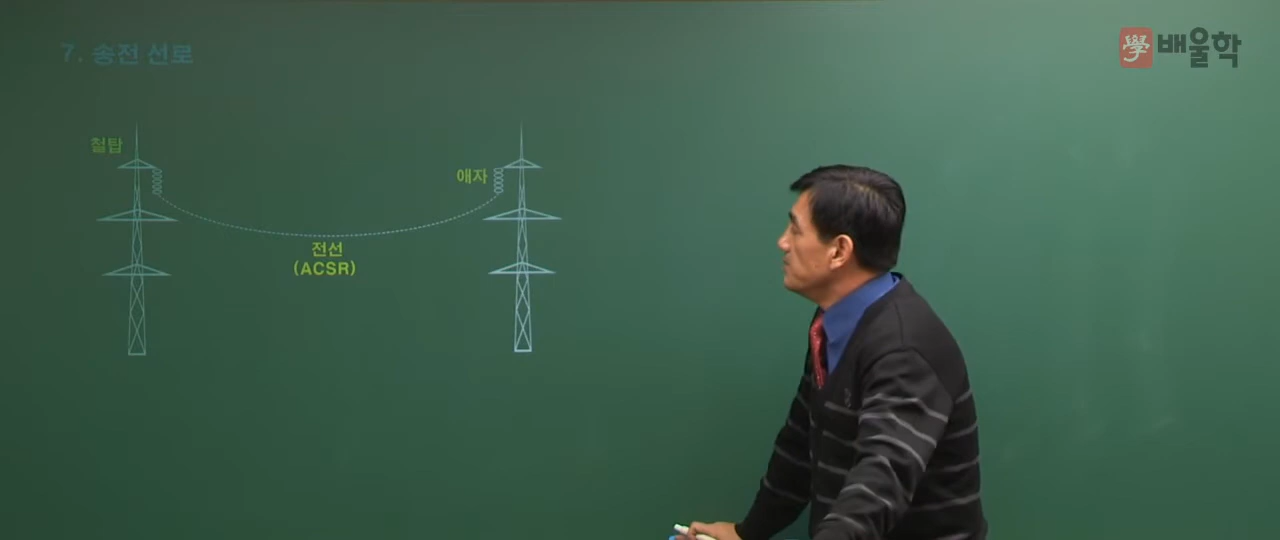 7. 송전 선로
學 배울학
철탑
애자
전선
(ACSR)